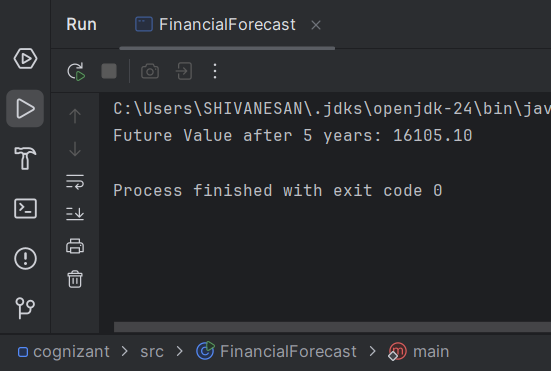 Run FinancialForecast
C:\Users\SHIVANESAN\.jdks\openjdk-24\bin\jav
Future Value after 5 years: 16105.10
Process finished with exit code 0
cognizant > src > FinancialForecast > main